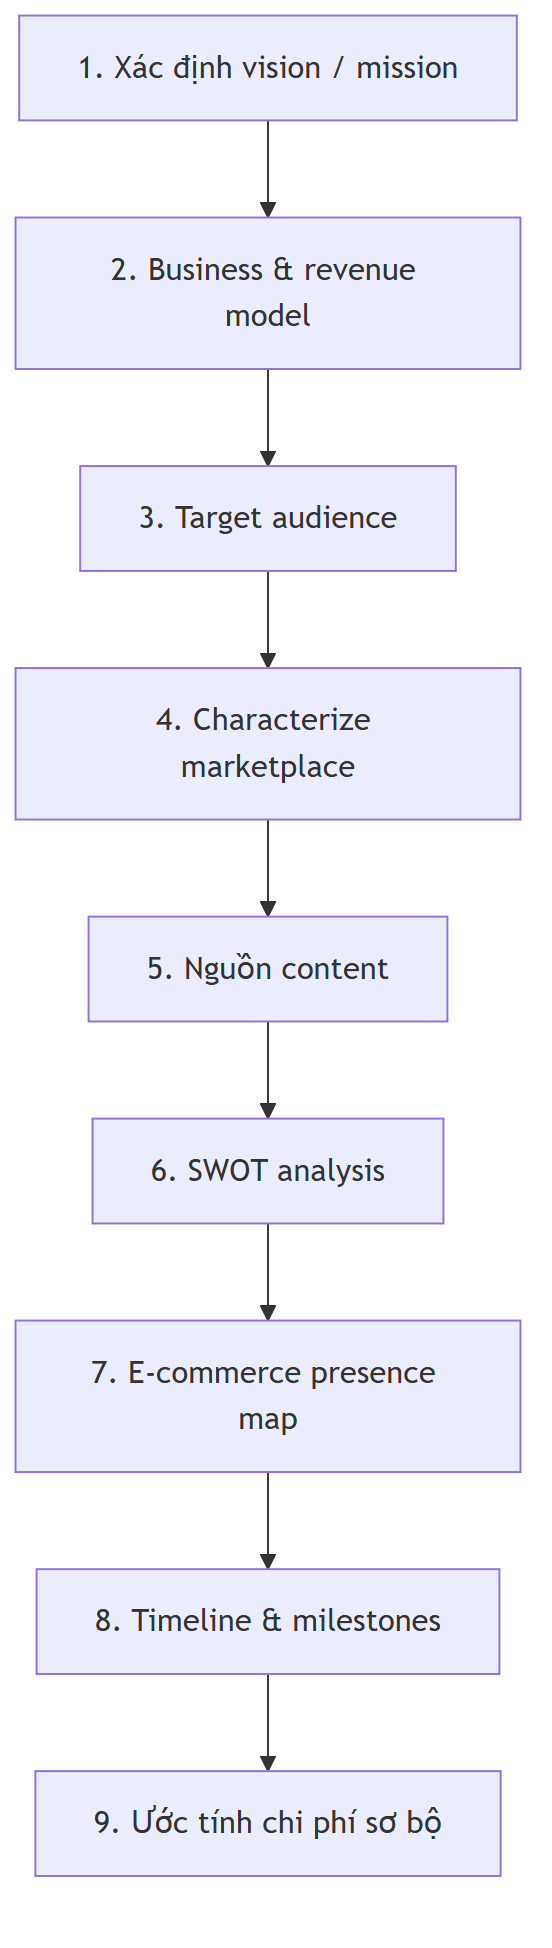 1. Xác định vision / mission
2. Business & revenue
model
3. Target audience
4. Characterize
marketplace
5. Nguồn content
6. SWOT analysis
7. E-commerce presence
map
8. Timeline & milestones
9. Ước tính chi phí sơ bộ